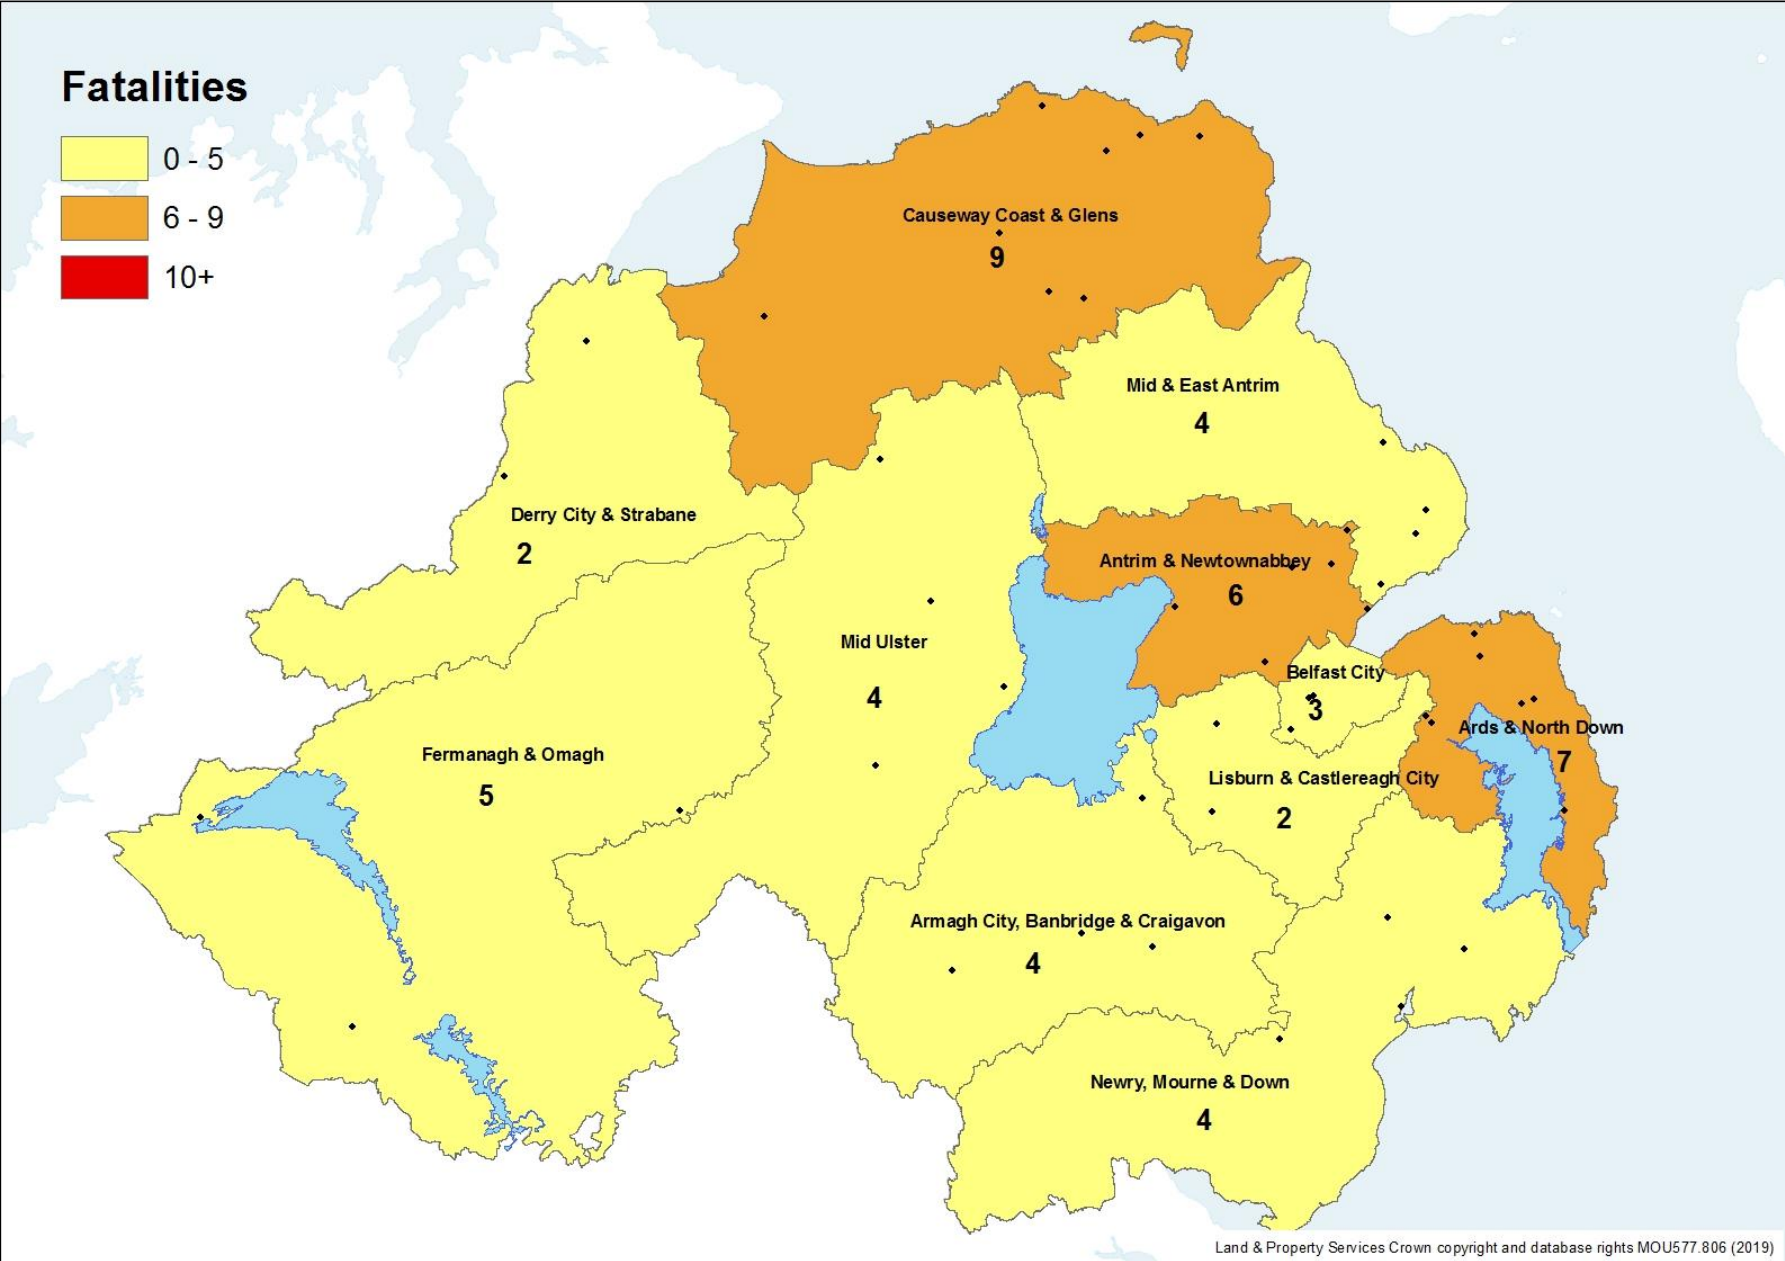 Fatalities
0 - 5
6 - 9
10+
Causeway Coast & Glens
9
Mid & East Antrim
4
Derry City & Strabane
2
Antrim & Newtownabbey
6
Mid Ulster
4
Belfast City
3
Ards & North Down
7
Fermanagh & Omagh
5
Lisburn & Castlereagh City
2
Armagh City, Banbridge & Craigavon
4
Newry, Mourne & Down
4
Land & Property Services Crown copyright and database rights MOU577.806 (2019)